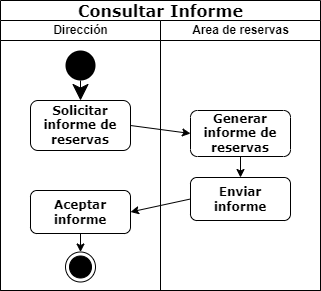 Consultar Informe
Dirección
Area de reservas
Solicitar
informe de
reservas
Generar
informe de
reservas
Enviar
informe
Aceptar
informe